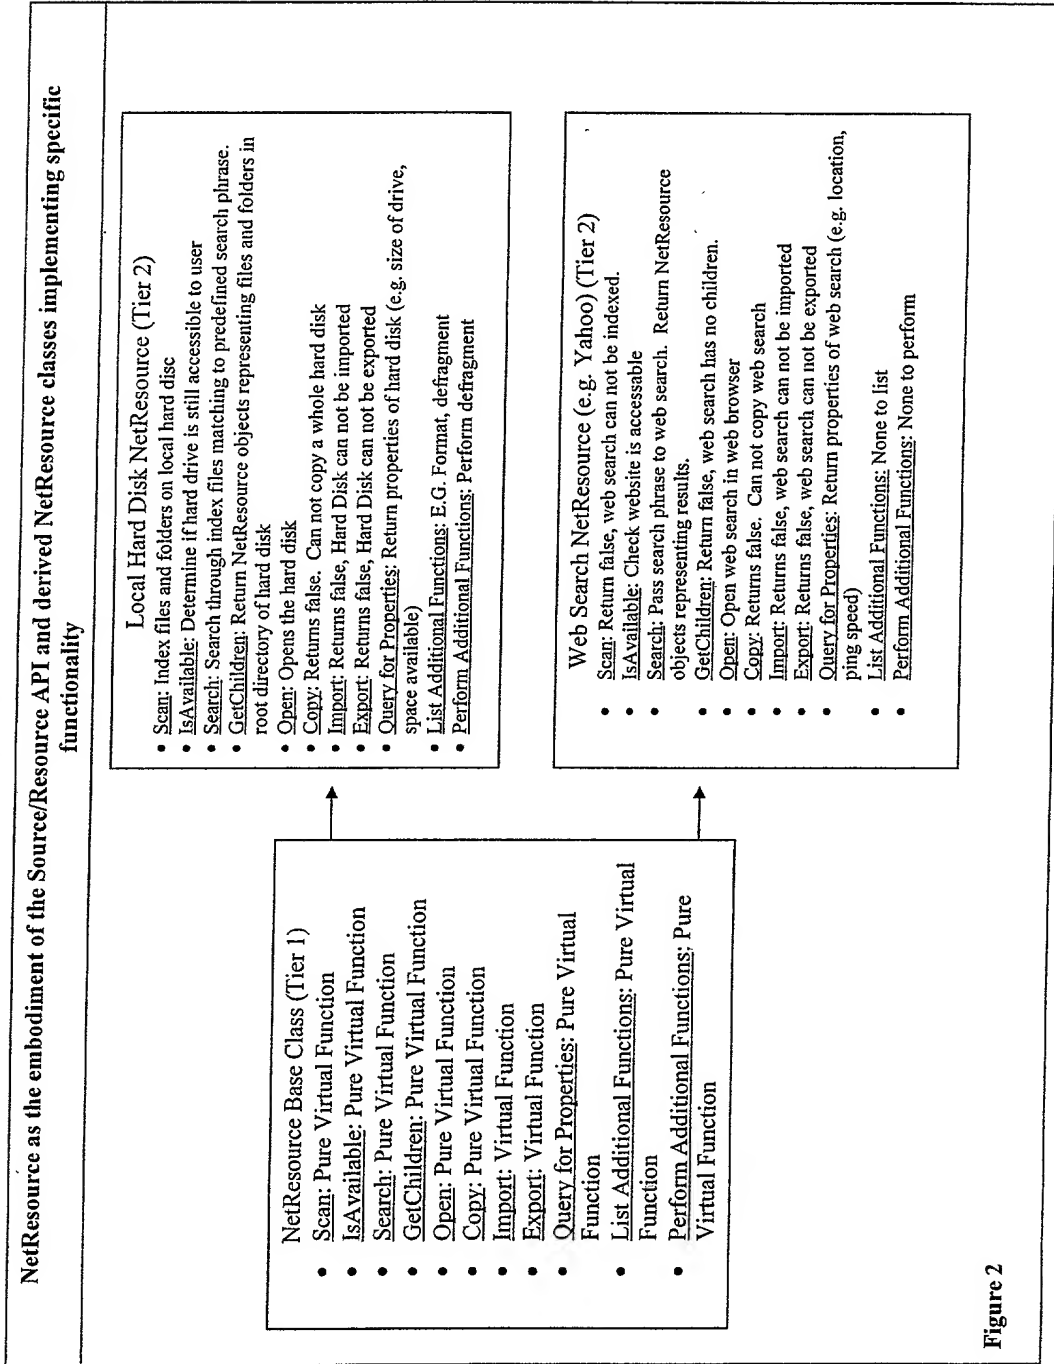 NetResource as the embodiment of the Source/Resource API and derived NetResource classes implementing specific
functionality
NetResource Base Class (Tier 1)
• Scan: Pure Virtual Function
• IsAvailable: Pure Virtual Function
• Search: Pure Virtual Function
• GetChildren: Pure Virtual Function
• Open: Pure Virtual Function
• Copy: Pure Virtual Function
• Import: Virtual Function
• Export: Virtual Function
• Query for Properties: Pure Virtual
Function
• List Additional Functions: Pure Virtual
Function
• Perform Additional Functions: Pure
Virtual Function
Local Hard Disk NetResource (Tier 2)
• Scan: Index files and folders on local hard disc
• IsAvailable: Determine if hard drive is still accessible to user
• Search: Search through index files matching to predefined search phrase.
• GetChildren: Return NetResource objects representing files and folders in
root directory of hard disk
• Open: Opens the hard disk
• Copy: Returns false. Can not copy a whole hard disk
• Import: Returns false, Hard Disk can not be imported
• Export: Returns false, Hard Disk can not be exported
• Query for Properties: Return properties of hard disk (e.g. size of drive,
space available)
• List Additional Functions: E.G. Format, defragment
• Perform Additional Functions: Perform defragment
Web Search NetResource (e.g. Yahoo) (Tier 2)
• Scan: Return false, web search can not be indexed.
• IsAvailable: Check website is accessable
• Search: Pass search phrase to web search. Return NetResource
objects representing results.
• GetChildren: Return false, web search has no children.
• Open: Open web search in web browser
• Copy: Returns false. Can not copy web search
• Import: Returns false, web search can not be imported
• Export: Returns false, web search can not be exported
• Query for Properties: Return properties of web search (e.g. location,
ping speed)
• List Additional Functions: None to list
• Perform Additional Functions: None to perform
Figure 2